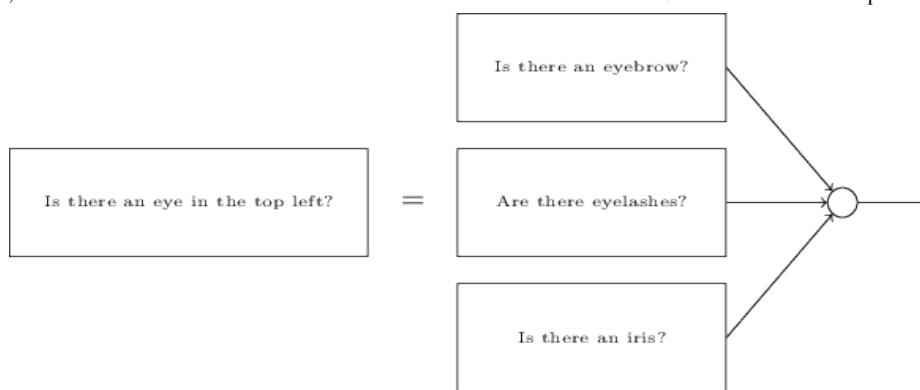 Is there an eyebrow?
Is there an eye in the top left?
=
Are there eyelashes?
Is there an iris?